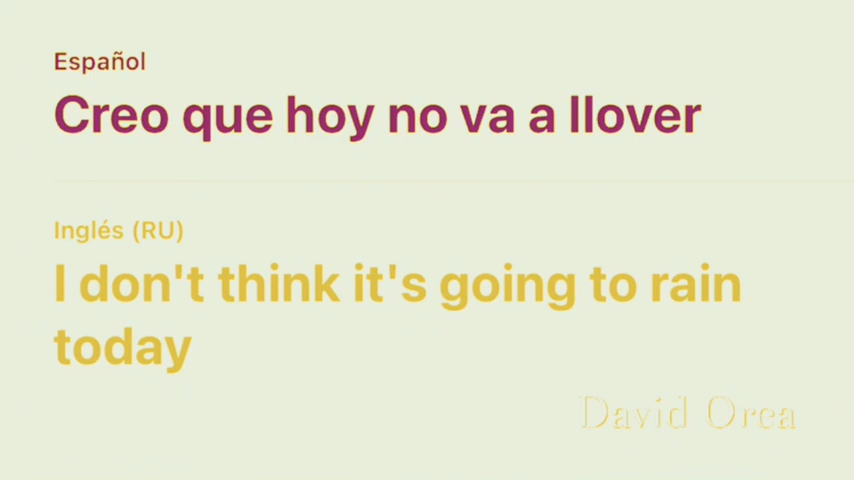 Español
Creo que hoy no va a llover
Inglés (RU)
I don't think it's going to rain
today
David Orea